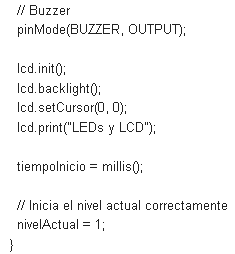 // Buzzer
pinMode(BUZZER, OUTPUT);
lcd.init();
lcd.backlight();
lcd.setCursor(0, 0);
lcd.print("LEDs y LCD");
tiempoInicio = millis();
// Inicia el nivel actual correctamente
nivelActual = 1;
}